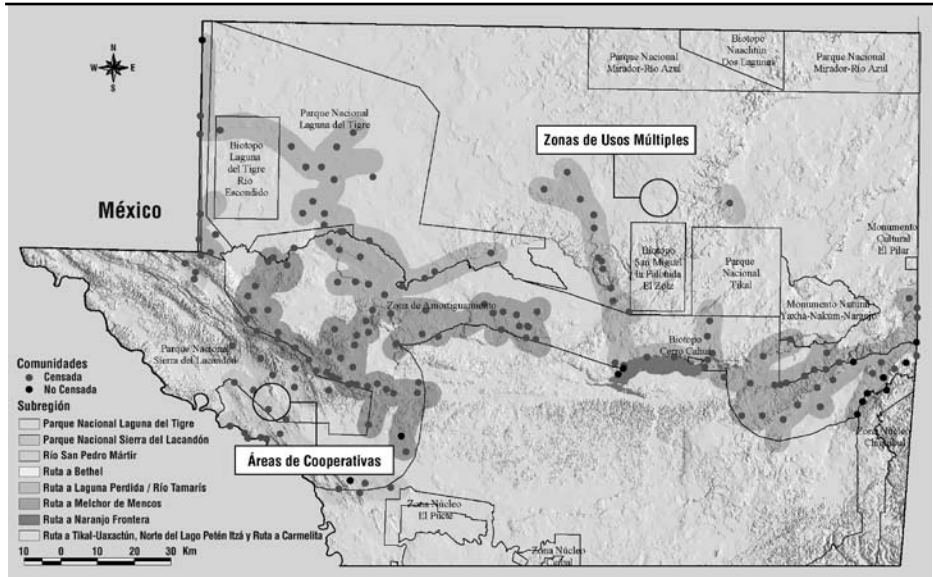 N
W E
S
Parque Nacional
Mirador-Río Azul
Biotopo
Naachtún
Dos Lagunas
Parque Nacional
Mirador-Río Azul
Parque Nacional
Laguna del Tigre
Biotopo
Laguna
del Tigre
Río
Escondido
Zonas de Usos Múltiples
México
Monumento
Cultural
El Pilar
Biotopo
San Miguel
la Palotada
El Zotz
Parque
Nacional
Tikal
Zona de Amortiguamiento
Monumento Natural
Yaxhá-Nakúm-Naranjo
Biotopo
Cerro Cahuí
Parque Nacional
Sierra del Lacandón
Comunidades
Censada
No Censada
Subregión
Parque Nacional Laguna del Tigre
Parque Nacional Sierra del Lacandón
Río San Pedro Mártir
Ruta a Bethel
Ruta a Laguna Perdida / Río Tamaris
Ruta a Melchor de Mencos
Ruta a Naranjo Frontera
Ruta a Tikal-Uaxactún, Norte del Lago Petén Itzá y Ruta a Carmelita
Áreas de Cooperativas
Zona Núcleo
Zona Núcleo
El Pucté
Zona Núcleo
10 0 10 20 30 Km